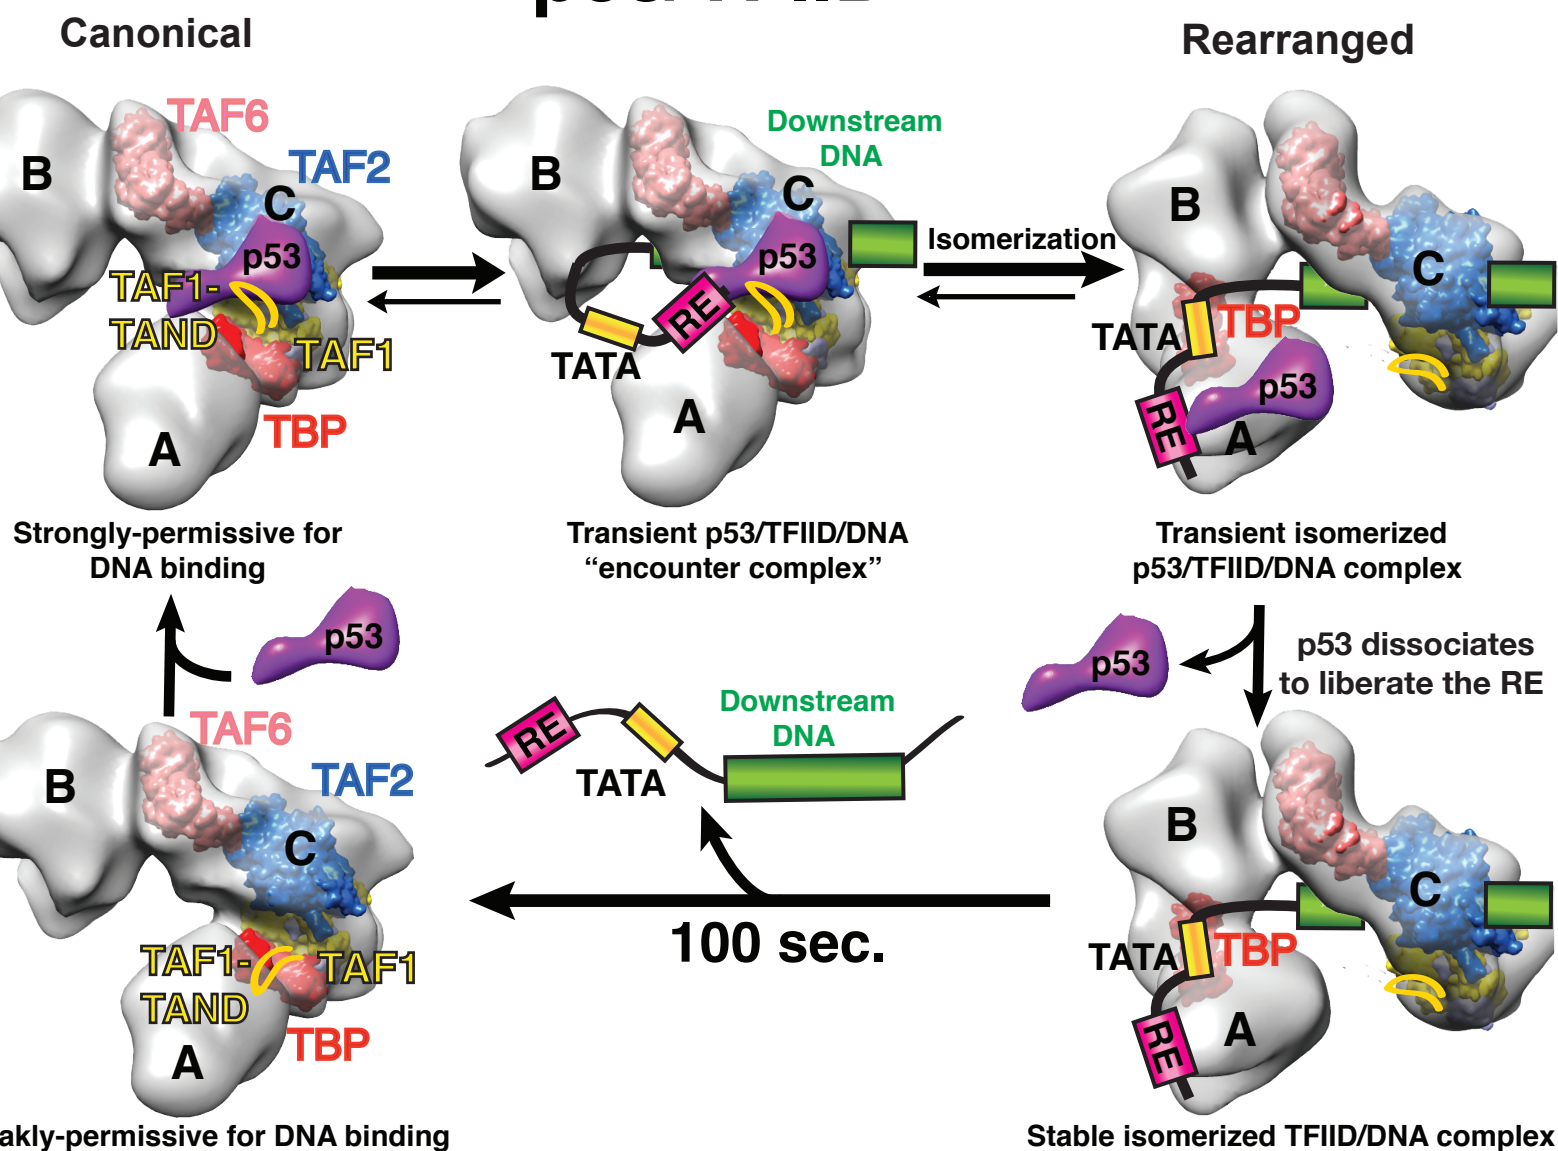 Canonical
Rearranged
TAF6
TAF2
B
C
p53
TAF1-
TAND
TAF1
TBP
A
Strongly-permissive for
DNA binding
Downstream
DNA
B
C
p53
RE
TATA
A
Transient p53/TFIID/DNA
“encounter complex”
Isomerization
B
C
TATA
TBP
p53
RE
A
Transient isomerized
p53/TFIID/DNA complex
p53
p53
p53 dissociates
to liberate the RE
RE
TATA
Downstream
DNA
100 sec.
TAF6
TAF2
B
C
TAF1-
TAND
TAF1
TBP
A
akly-permissive for DNA binding
B
C
TATA
TBP
RE
A
Stable isomerized TFIID/DNA complex